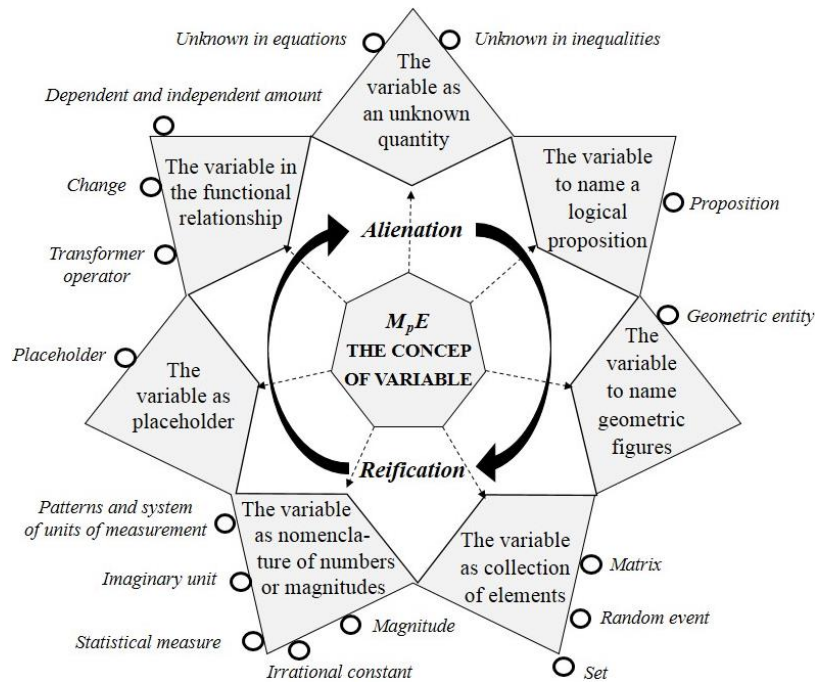 Unknown in equations
Unknown in inequalities
The
variable as
an unknown
quantity
Dependent and independent amount
Change
Transformer
operator
The variable in
the functional
relationship
The variable
to name a
logical
proposition
Proposition
Alienation
M_pE
THE CONCEP
OF VARIABLE
Reification
Placeholder
The
variable as
placeholder
Geometric entity
The
variable
to name
geometric
figures
Patterns and system
of units of measurement
Imaginary unit
Statistical measure
Irrational constant
Magnitude
The variable
as nomencla-
ture of numbers
or magnitudes
The variable
as collection
of elements
Matrix
Random event
Set